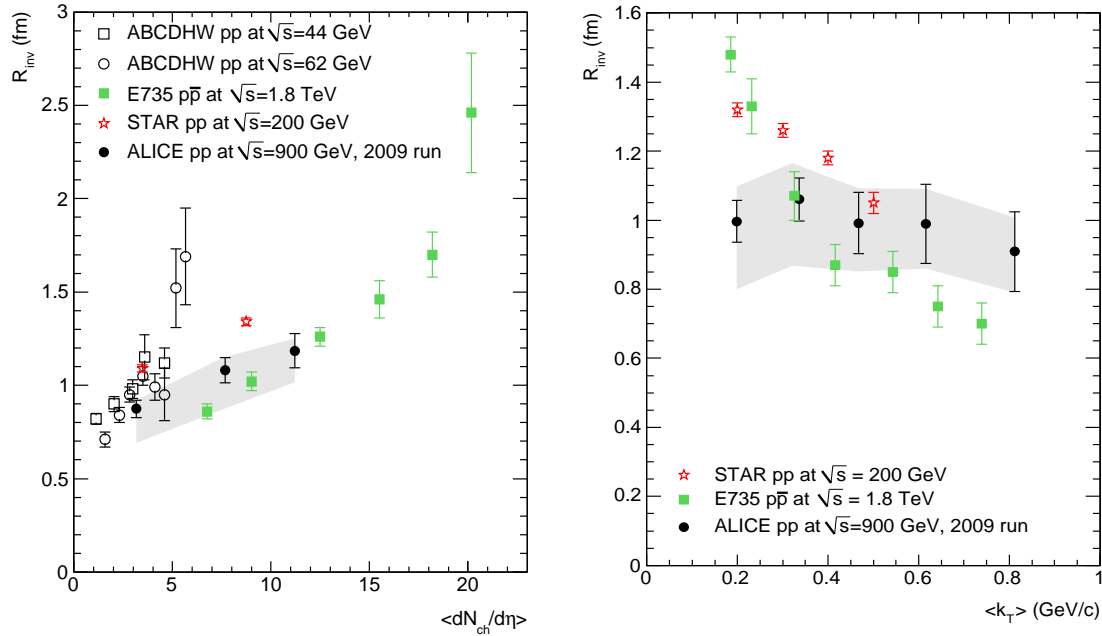 R_inv (fm)
3
2.5
2
1.5
1
0.5
0
0 5 10 15 20
<dN_ch/dη>
ABCDHW pp at √s=44 GeV
ABCDHW pp at √s=62 GeV
E735 pp̅ at √s=1.8 TeV
STAR pp at √s=200 GeV
ALICE pp at √s=900 GeV, 2009 run
R_inv (fm)
1.6
1.4
1.2
1
0.8
0.6
0.4
0.2
0
0 0.2 0.4 0.6 0.8 1
<k_T> (GeV/c)
STAR pp at √s = 200 GeV
E735 pp̅ at √s = 1.8 TeV
ALICE pp at √s=900 GeV, 2009 run